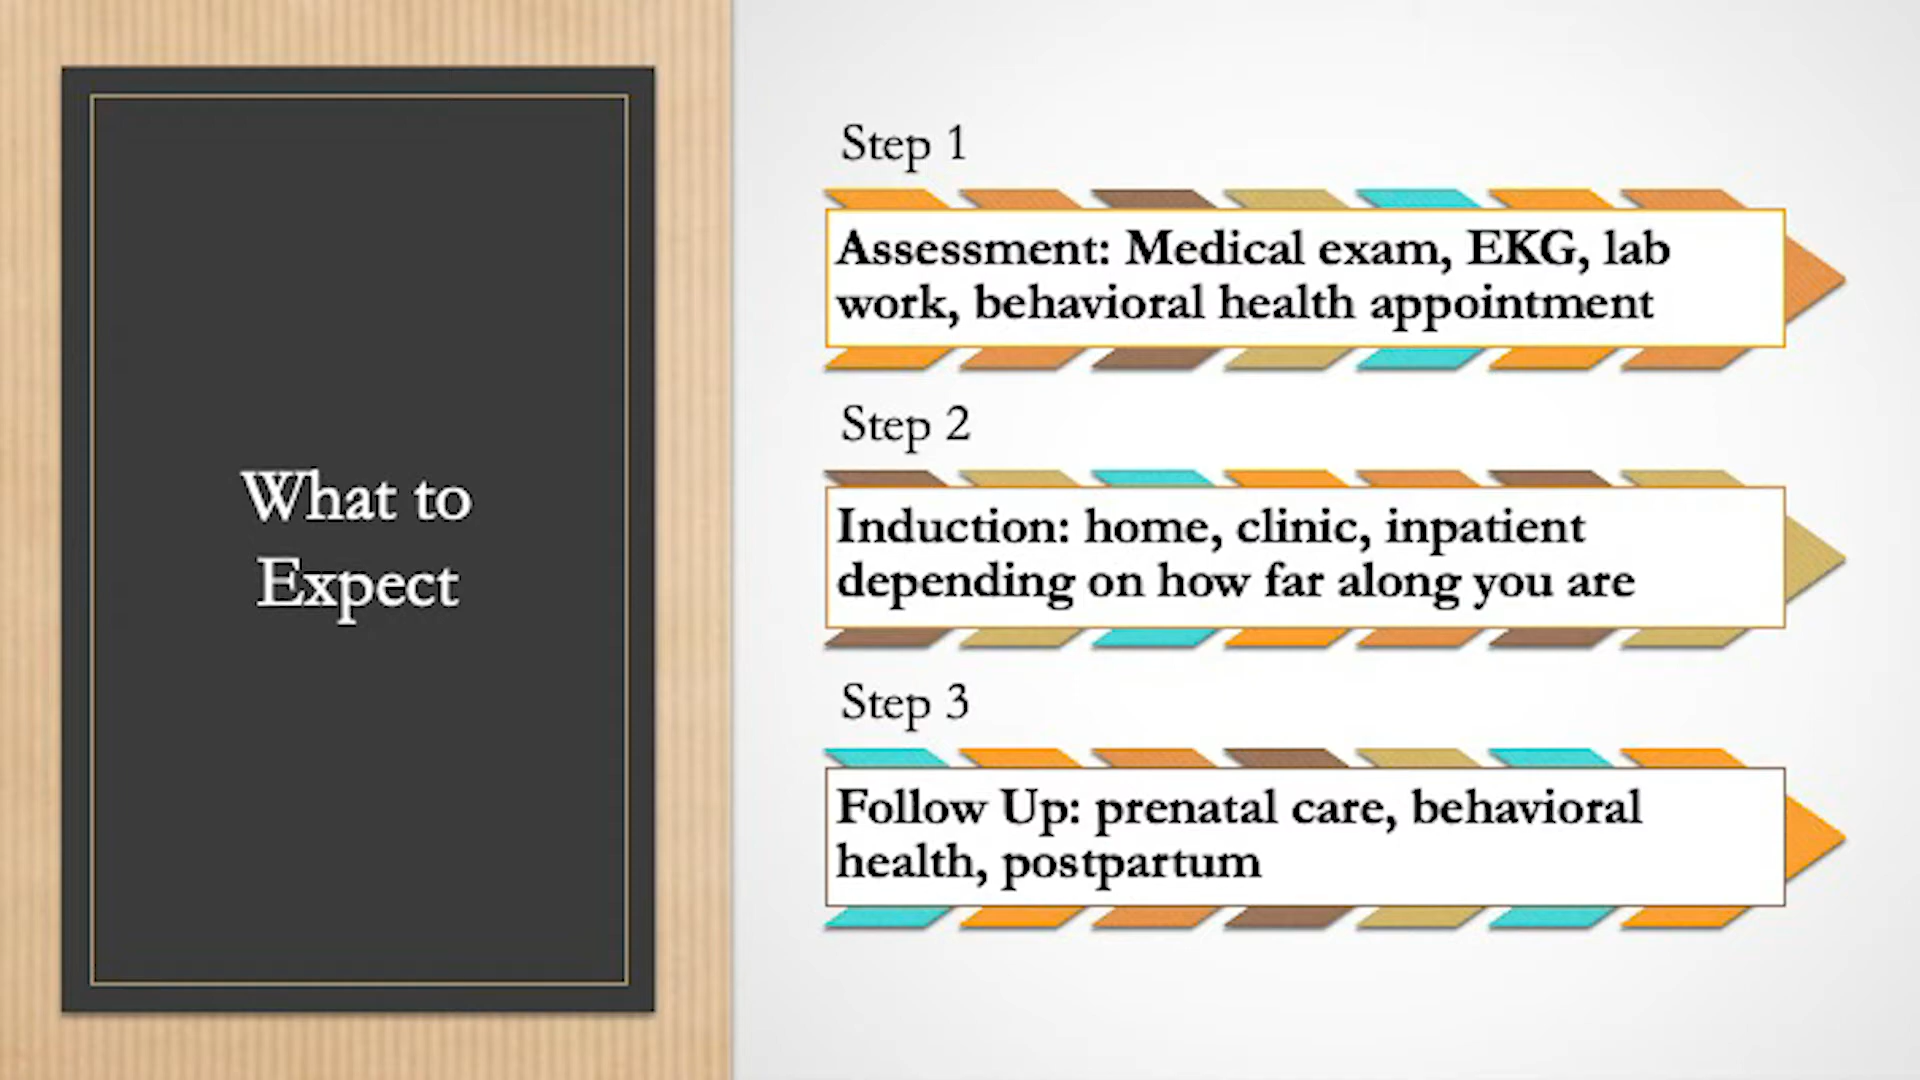 What to
Expect
Step 1
Assessment: Medical exam, EKG, lab
work, behavioral health appointment
Step 2
Induction: home, clinic, inpatient
depending on how far along you are
Step 3
Follow Up: prenatal care, behavioral
health, postpartum